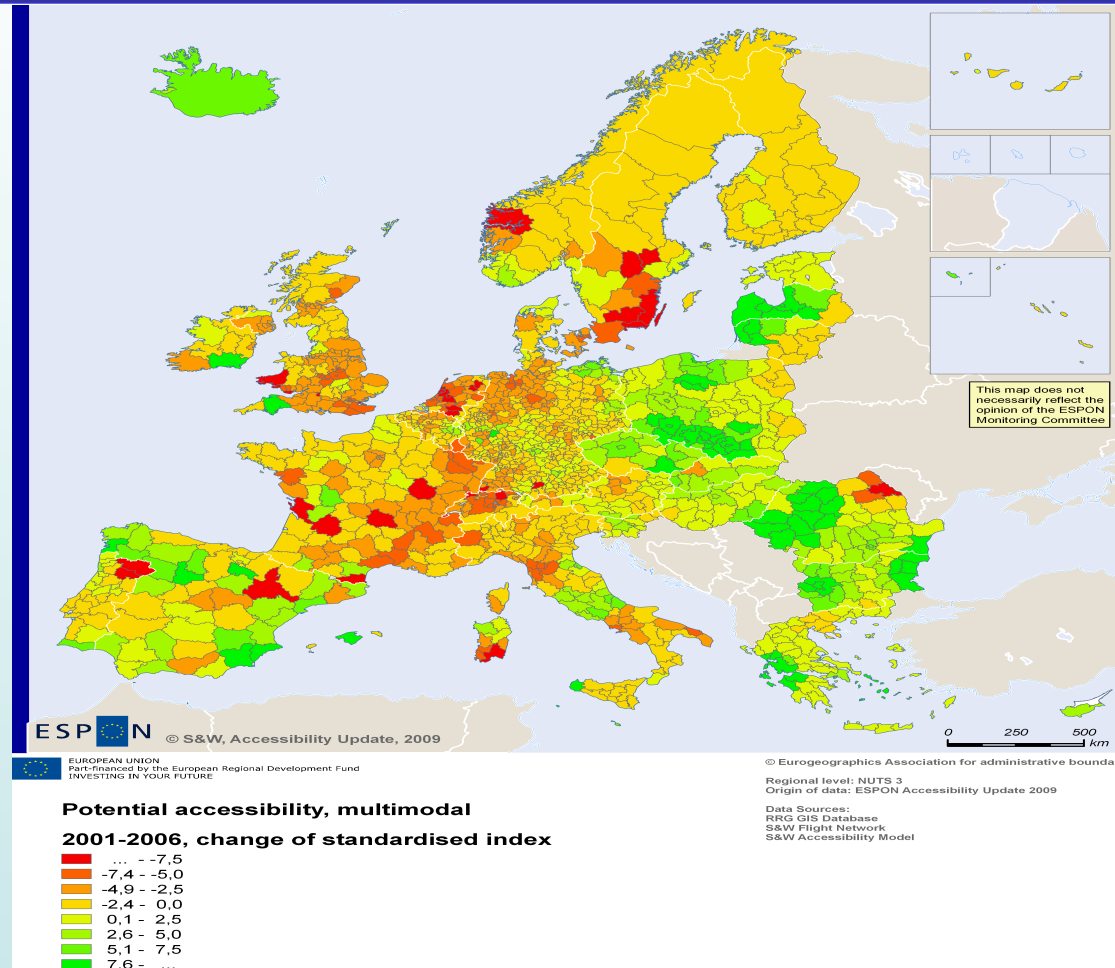 This map does not
necessarily reflect the
opinion of the ESPON
Monitoring Committee
ESPON
© S&W, Accessibility Update, 2009
0 250 500
km
EUROPEAN UNION
Part-financed by the European Regional Development Fund
INVESTING IN YOUR FUTURE
© Eurogeographics Association for administrative bounda
Regional level: NUTS 3
Origin of data: ESPON Accessibility Update 2009
Data Sources:
RRG GIS Database
S&W Flight Network
S&W Accessibility Model
Potential accessibility, multimodal
2001-2006, change of standardised index
... - -7,5
-7,4 - -5,0
-4,9 - -2,5
-2,4 - 0,0
0,1 - 2,5
2,6 - 5,0
5,1 - 7,5
7,6 - ...